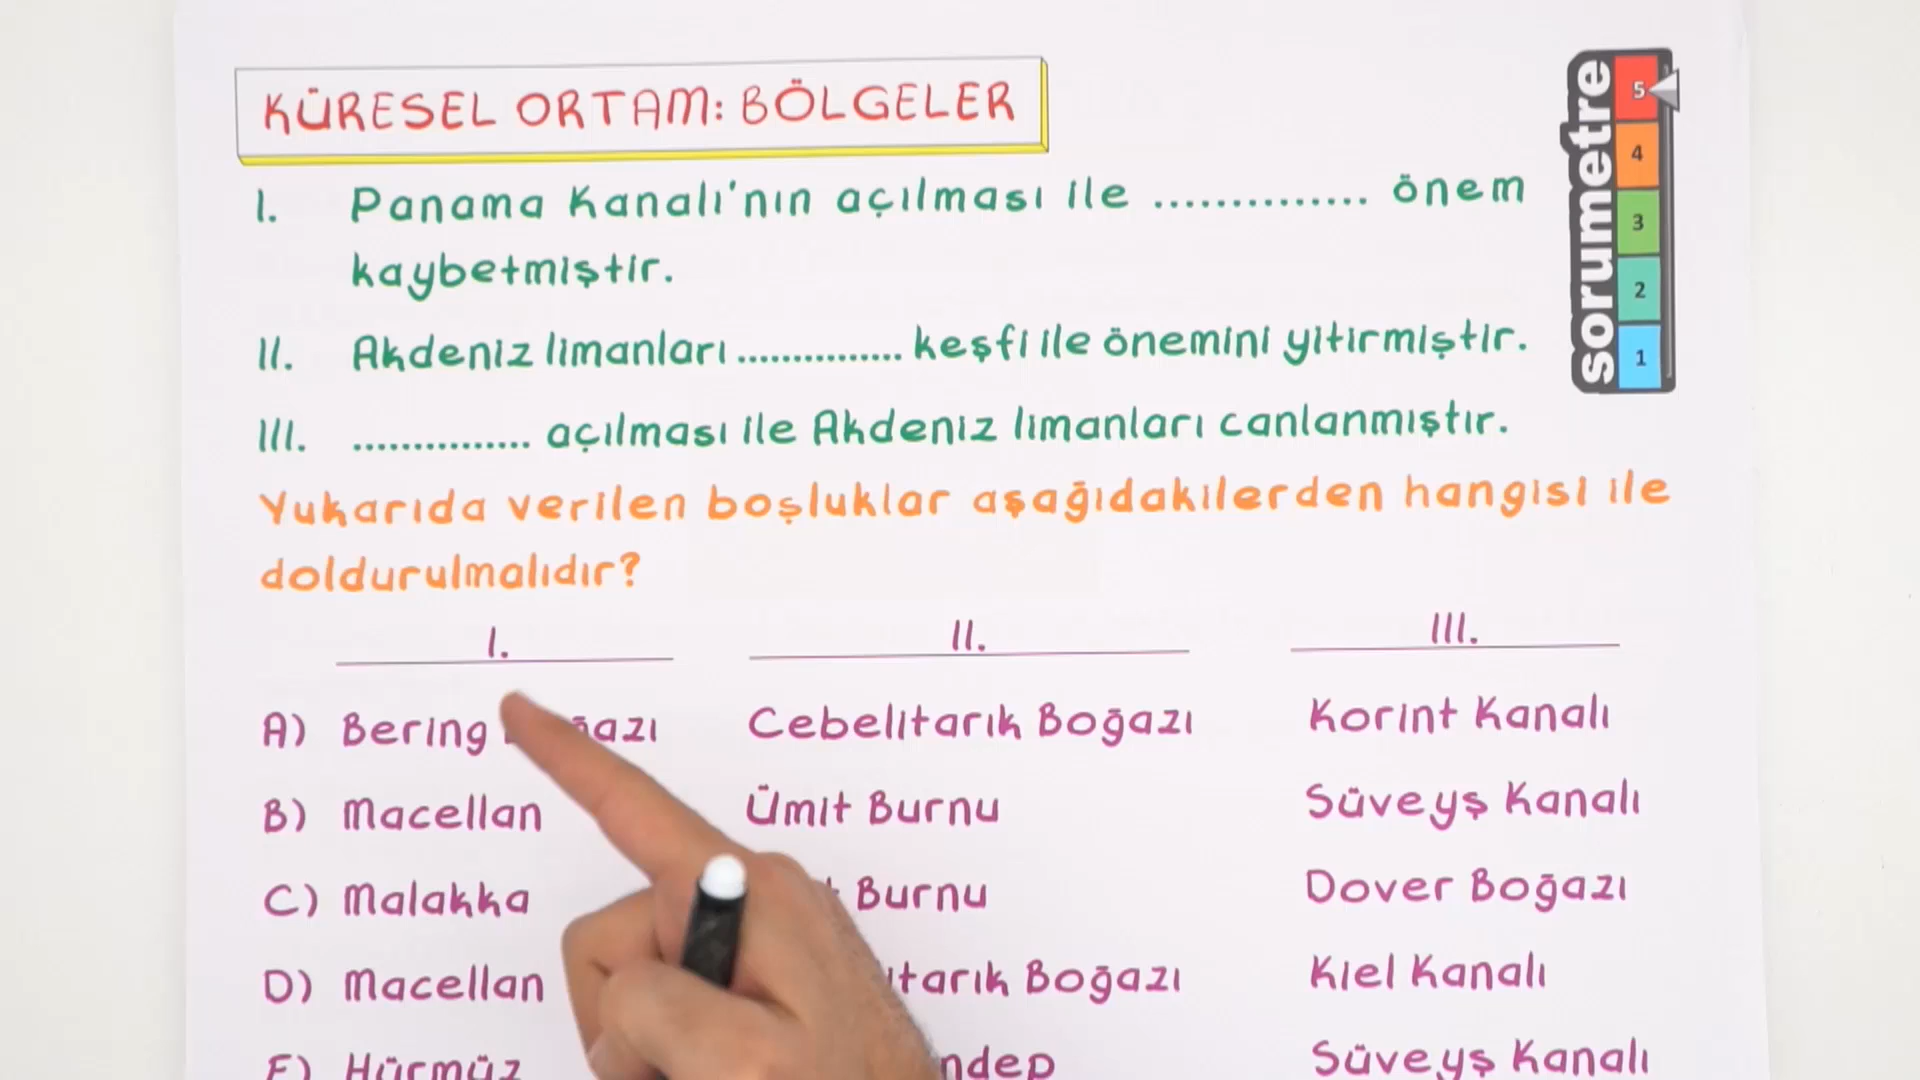 KÜRESEL ORTAM: BÖLGELER
I. Panama Kanalı'nın açılması ile .............. önem
kaybetmiştir.
II. Akdeniz limanları ............... keşfi ile önemini yitirmiştir.
III. ............... açılması ile Akdeniz limanları canlanmıştır.
Yukarıda verilen boşluklar aşağıdakilerden hangisi ile
doldurulmalıdır?
I. II. III.
A) Bering Cebelitarık Boğazı Korint Kanalı
B) Macellan Ümit Burnu Süveyş Kanalı
C) Malakka Burnu Dover Boğazı
D) Macellan Boğazı Kiel Kanalı
E) Hürmüz Süveyş Kanalı
sorumetre
5
4
3
2
1